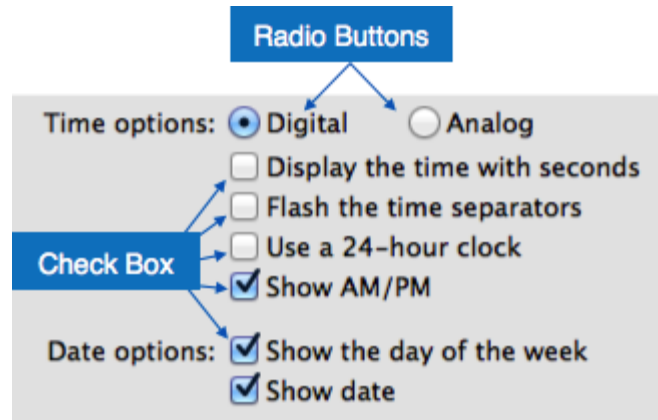 Radio Buttons
Time options: Digital Analog
Display the time with seconds
Flash the time separators
Use a 24-hour clock
Check Box
Show AM/PM
Date options: Show the day of the week
Show date